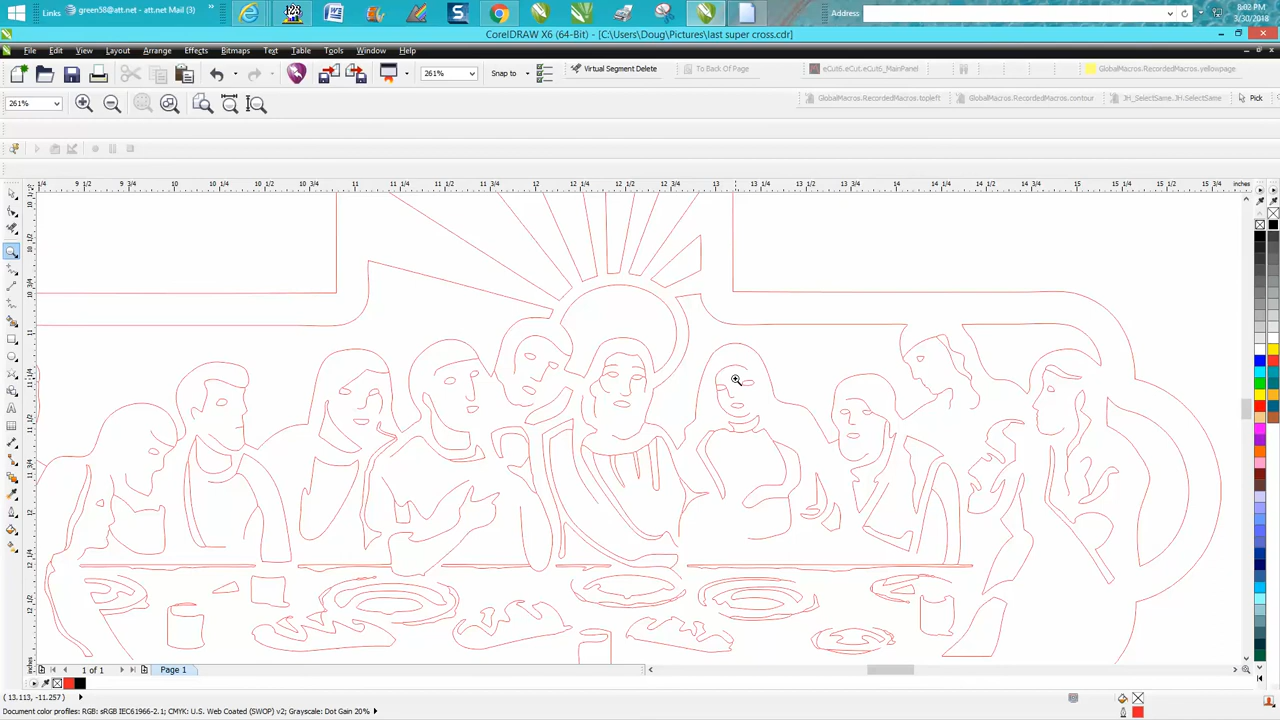 Links
green58@att.net - att.net Mail (3)
Address
8:02 PM
3/30/2018
CorelDRAW X6 (64-Bit) - [C:\Users\Doug\Pictures\last super cross.cdr]
File Edit View Layout Arrange Effects Bitmaps Text Table Tools Window Help
261% Snap to Virtual Segment Delete To Back Of Page eCut6.eCut.eCut6_MainPanel GlobalMacros.RecordedMacros.yellowpage
261% GlobalMacros.RecordedMacros.topleft GlobalMacros.RecordedMacros.contour JH_SelectSame.JH.SelectSame Pick
1/4 9 1/2 9 3/4 10 10 1/4 10 1/2 10 3/4 11 11 1/4 11 1/2 11 3/4 12 12 1/4 12 1/2 12 3/4 13 13 1/4 13 1/2 13 3/4 14 14 1/4 14 1/2 14 3/4 15 15 1/4 15 1/2 15 3/4 inches
1 of 1 Page 1
(13.113, -11.257)
Document color profiles: RGB: sRGB IEC61966-2.1; CMYK: U.S. Web Coated (SWOP) v2; Grayscale: Dot Gain 20%